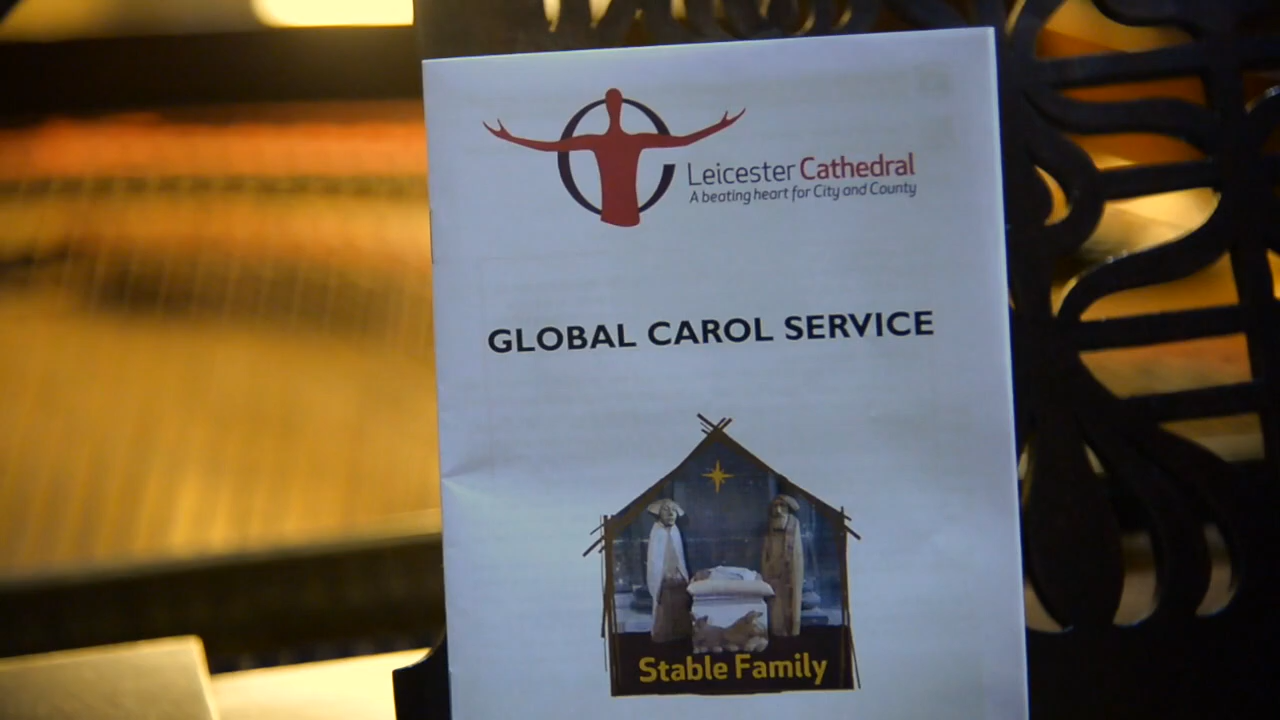 Leicester Cathedral
A beating heart for City and County
GLOBAL CAROL SERVICE
Stable Family